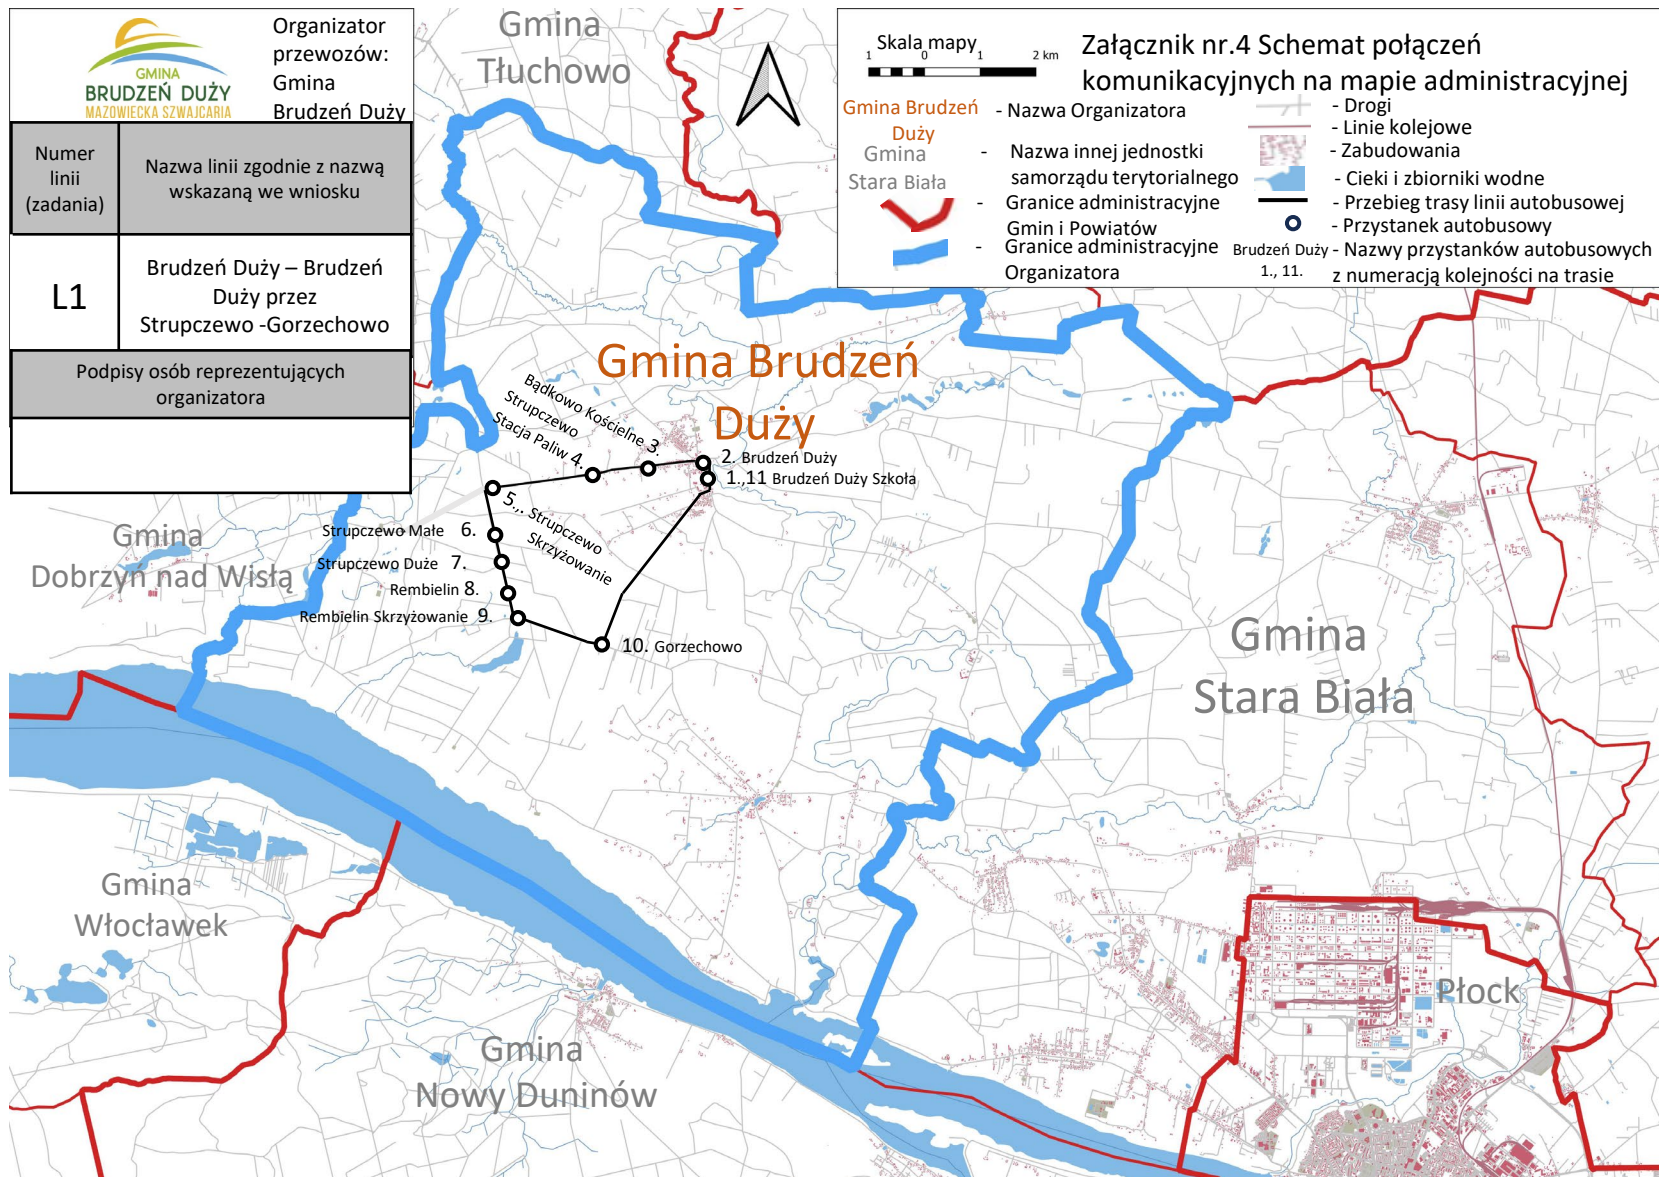 GMINA
BRUDZEŃ DUŻY
MAZOWIECKA SZWAJCARIA
Organizator
przewozów:
Gmina
Brudzeń Duży
Numer
linii
(zadania)
Nazwa linii zgodnie z nazwą
wskazaną we wniosku
L1
Brudzeń Duży – Brudzeń
Duży przez
Strupczewo -Gorzechowo
Podpisy osób reprezentujących
organizatora
Skala mapy
1 0 1 2 km
Załącznik nr.4 Schemat połączeń
komunikacyjnych na mapie administracyjnej
Gmina Brudzeń
Duży
- Nazwa Organizatora
Gmina
Stara Biała
- Nazwa innej jednostki
samorządu terytorialnego
- Granice administracyjne
Gmin i Powiatów
- Granice administracyjne
Organizatora
- Drogi
- Linie kolejowe
- Zabudowania
- Cieki i zbiorniki wodne
- Przebieg trasy linii autobusowej
- Przystanek autobusowy
Brudzeń Duży
1., 11.
- Nazwy przystanków autobusowych
z numeracją kolejności na trasie
Gmina
Tłuchowo
Gmina Brudzeń
Duży
Bądkowo Kościelne 3.
Strupczewo
Stacja Paliw 4.
2. Brudzeń Duży
1.,11 Brudzeń Duży Szkoła
5.,. Strupczewo
Skrzyżowanie
Strupczewo Małe 6.
Strupczewo Duże 7.
Rembielin 8.
Rembielin Skrzyżowanie 9.
10. Gorzechowo
Gmina
Dobrzyń nad Wisłą
Gmina
Stara Biała
Gmina
Włocławek
Gmina
Nowy Duninów
Płock